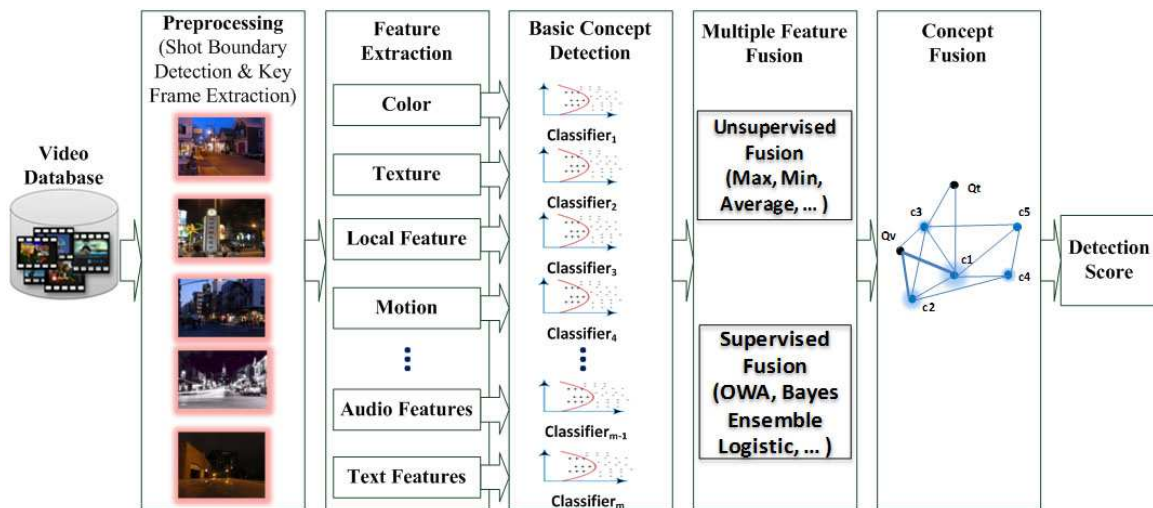 Video
Database
Preprocessing
(Shot Boundary
Detection & Key
Frame Extraction)
Feature
Extraction
Color
Texture
Local Feature
Motion
Audio Features
Text Features
Basic Concept
Detection
Classifier1
Classifier2
Classifier3
Classifier4
Classifierm-1
Classifierm
Multiple Feature
Fusion
Unsupervised
Fusion
(Max, Min,
Average, ... )
Supervised
Fusion
(OWA, Bayes
Ensemble
Logistic, ... )
Concept
Fusion
Qt
c3
c5
Qv
c1
c4
c2
Detection
Score